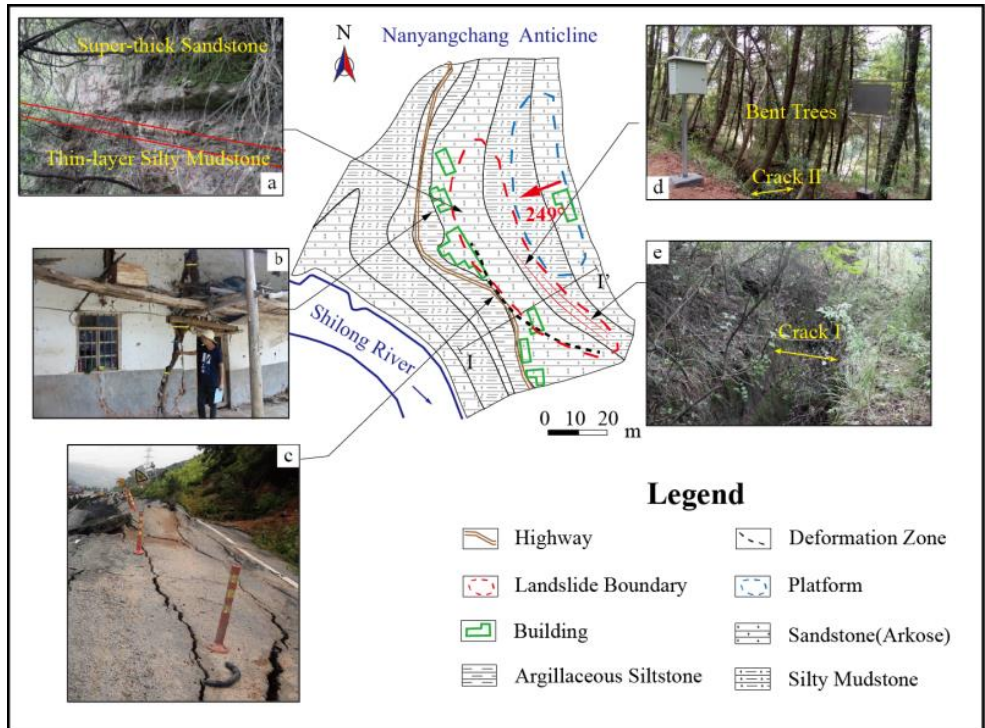 Super-thick Sandstone
Thin-layer Silty Mudstone
a
N
Nanyangchang Anticline
Bent Trees
Crack II
d
249°
b
e
Crack I
Shilong River
I
I'
0 10 20
m
c
Legend
Highway
Deformation Zone
Landslide Boundary
Platform
Building
Sandstone(Arkose)
Argillaceous Siltstone
Silty Mudstone